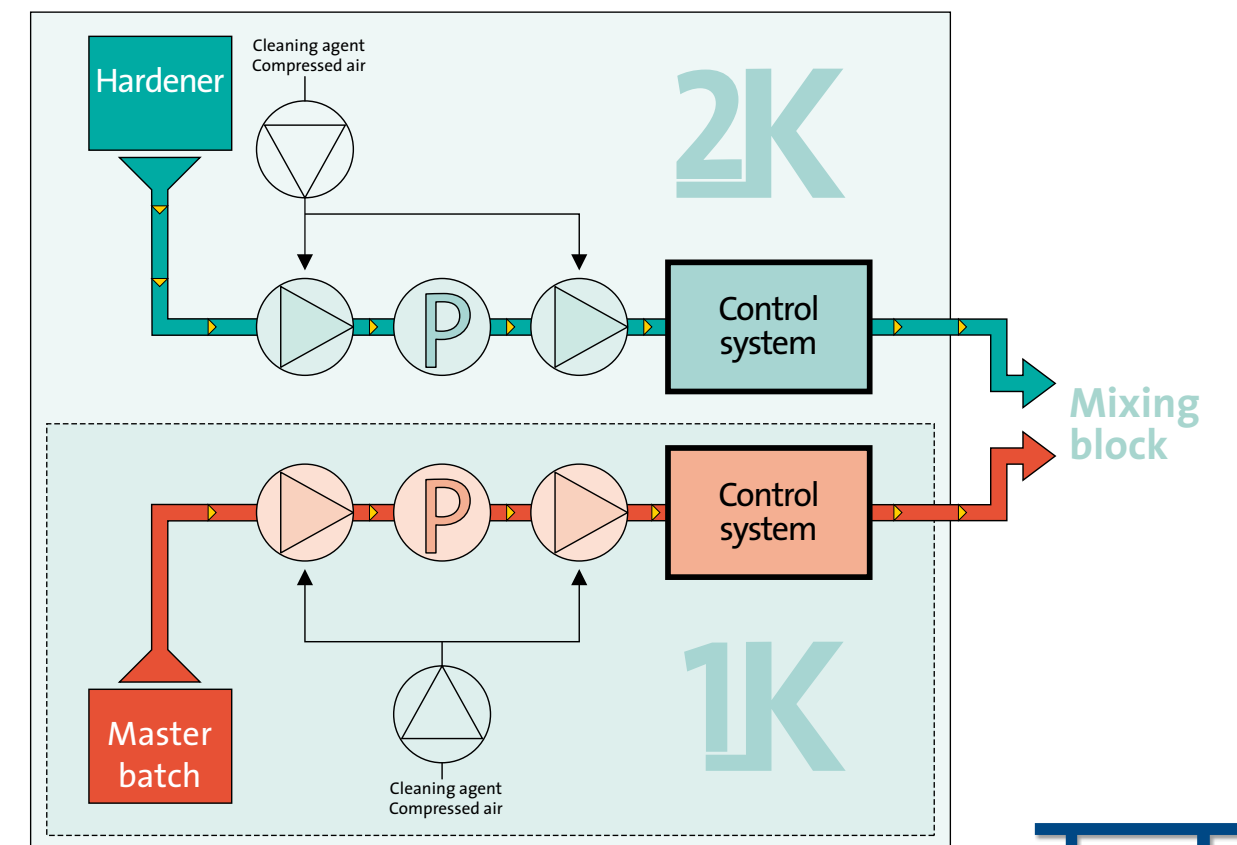 Cleaning agent
Compressed air
Hardener
2K
P
Control
system
Mixing
block
P
Control
system
1K
Master
batch
Cleaning agent
Compressed air